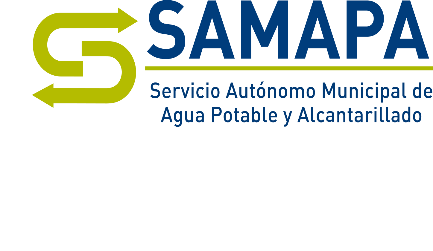 SAMAPA
Servicio Autónomo Municipal de
Agua Potable y Alcantarillado